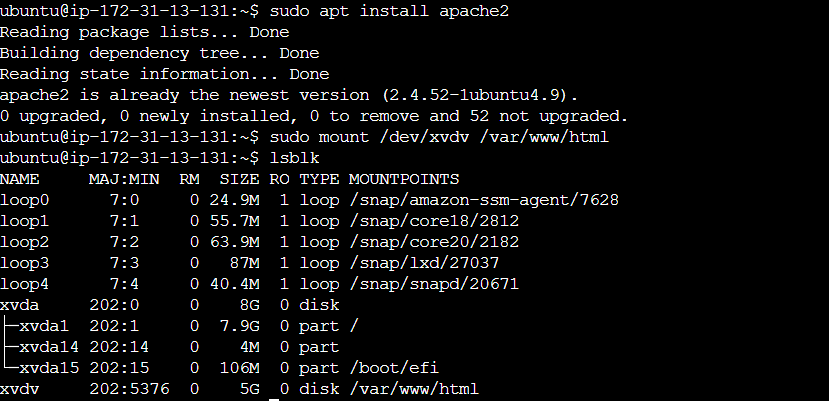 ubuntu@ip-172-31-13-131:~$ sudo apt install apache2
Reading package lists... Done
Building dependency tree... Done
Reading state information... Done
apache2 is already the newest version (2.4.52-1ubuntu4.9).
0 upgraded, 0 newly installed, 0 to remove and 52 not upgraded.
ubuntu@ip-172-31-13-131:~$ sudo mount /dev/xvdv /var/www/html
ubuntu@ip-172-31-13-131:~$ lsblk
NAME     MAJ:MIN  RM  SIZE RO TYPE MOUNTPOINTS
loop0      7:0     0 24.9M  1 loop /snap/amazon-ssm-agent/7628
loop1      7:1     0 55.7M  1 loop /snap/core18/2812
loop2      7:2     0 63.9M  1 loop /snap/core20/2182
loop3      7:3     0   87M  1 loop /snap/lxd/27037
loop4      7:4     0 40.4M  1 loop /snap/snapd/20671
xvda     202:0     0    8G  0 disk
├─xvda1  202:1     0  7.9G  0 part /
├─xvda14 202:14    0    4M  0 part
└─xvda15 202:15    0  106M  0 part /boot/efi
xvdv     202:5376  0    5G  0 disk /var/www/html